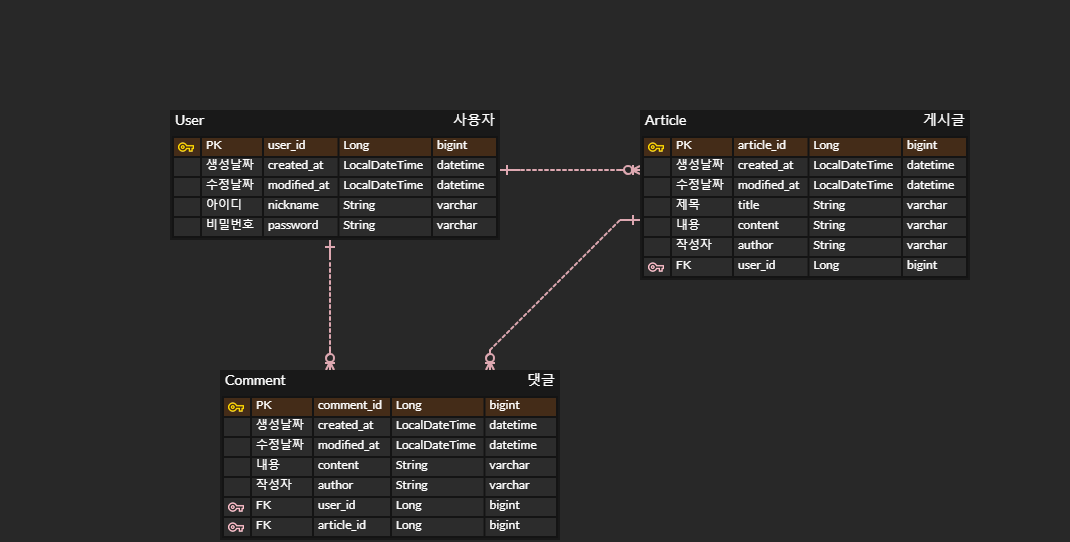 User 사용자
PK user_id Long bigint
생성날짜 created_at LocalDateTime datetime
수정날짜 modified_at LocalDateTime datetime
아이디 nickname String varchar
비밀번호 password String varchar
Article 게시글
PK article_id Long bigint
생성날짜 created_at LocalDateTime datetime
수정날짜 modified_at LocalDateTime datetime
제목 title String varchar
내용 content String varchar
작성자 author String varchar
FK user_id Long bigint
Comment 댓글
PK comment_id Long bigint
생성날짜 created_at LocalDateTime datetime
수정날짜 modified_at LocalDateTime datetime
내용 content String varchar
작성자 author String varchar
FK user_id Long bigint
FK article_id Long bigint